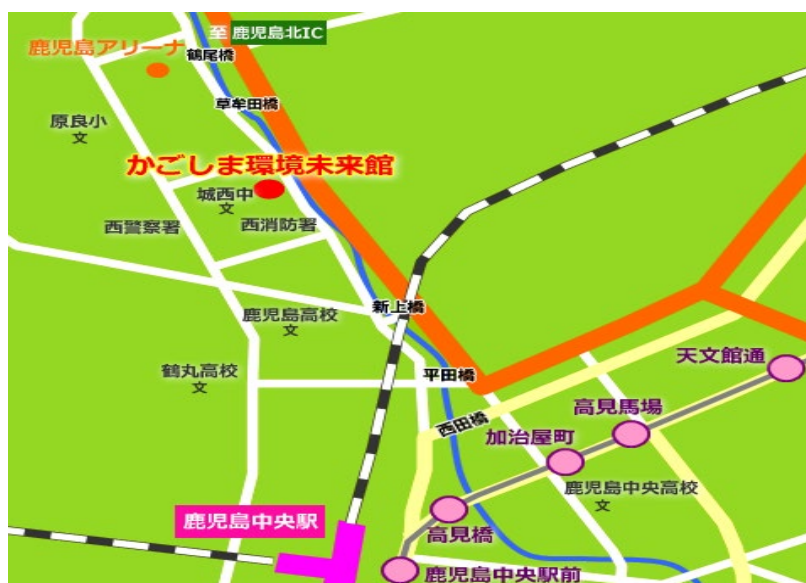 至 鹿児島北IC
鹿児島アリーナ
鶴尾橋
草牟田橋
原良小
文
かごしま環境未来館
城西中
文
西警察署
西消防署
新上橋
鹿児島高校
文
鶴丸高校
文
平田橋
天文館通
西田橋
高見馬場
加治屋町
鹿児島中央高校
文
鹿児島中央駅
高見橋
鹿児島中央駅前